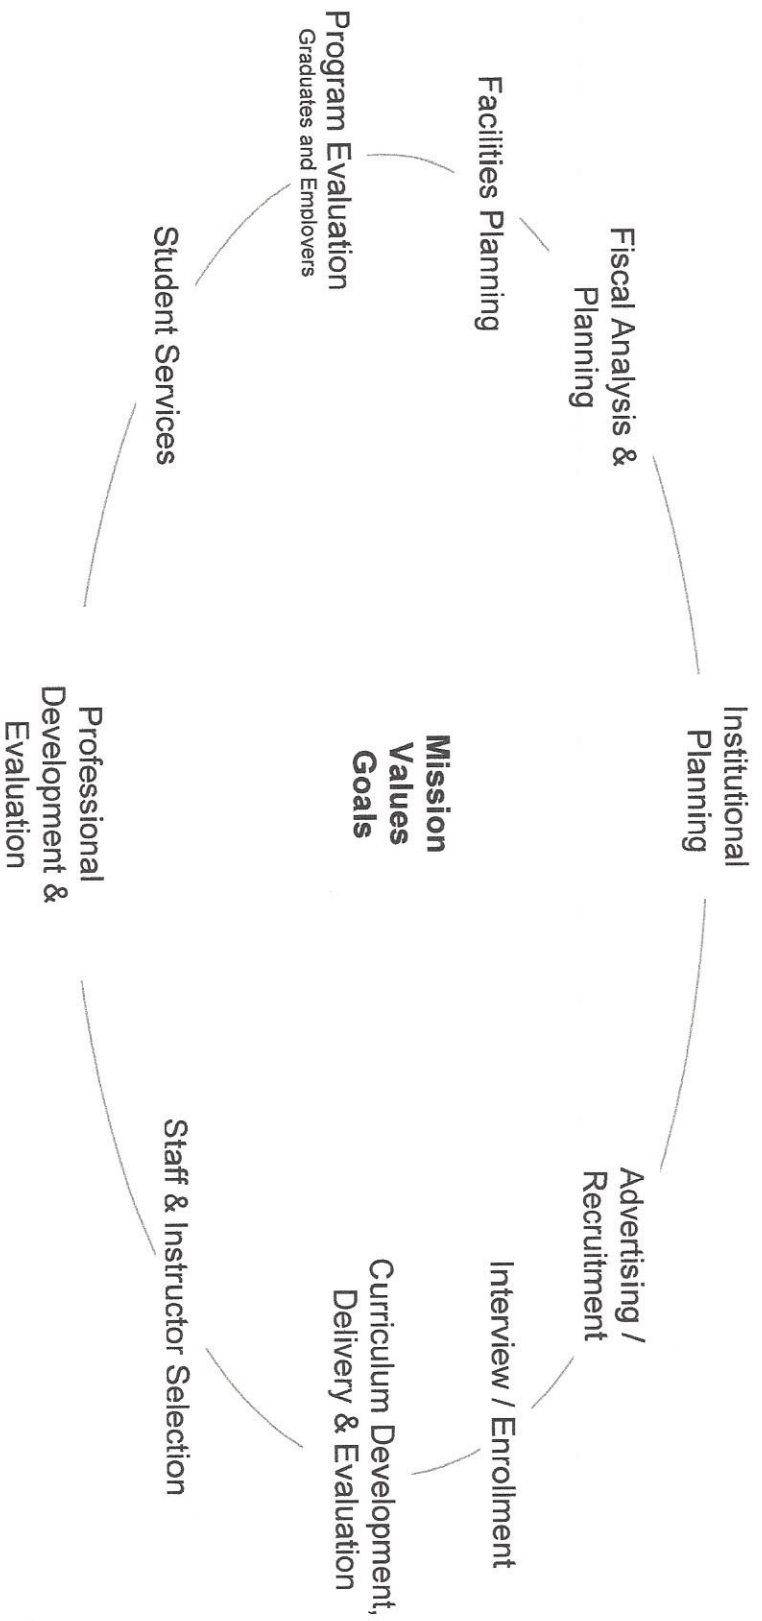 Institutional
Planning
Advertising /
Recruitment
Interview / Enrollment
Curriculum Development,
Delivery & Evaluation
Staff & Instructor Selection
Professional
Development &
Evaluation
Student Services
Program Evaluation
Graduates and Employers
Facilities Planning
Fiscal Analysis &
Planning
Mission
Values
Goals